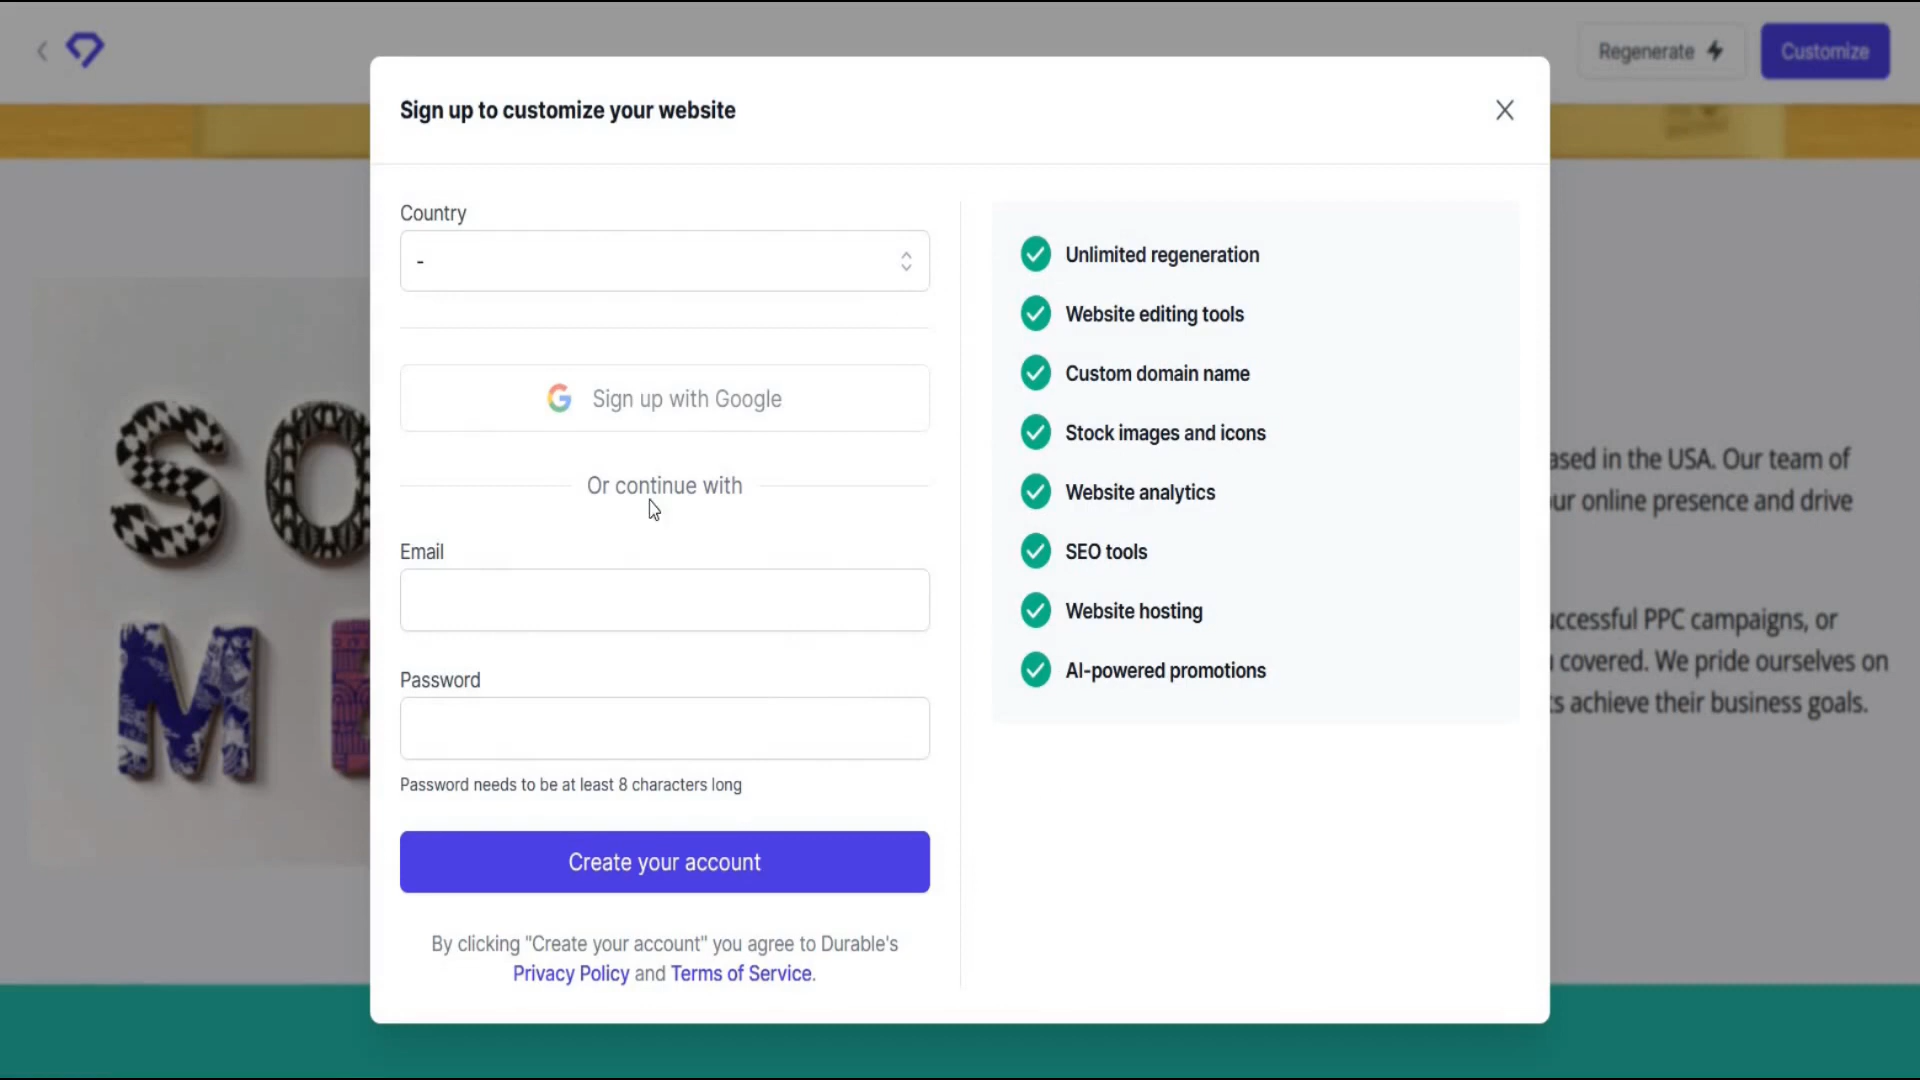 Regenerate
Customize
Sign up to customize your website
Country
-
Sign up with Google
Or continue with
Email
Password
Password needs to be at least 8 characters long
Create your account
By clicking "Create your account" you agree to Durable's
Privacy Policy and Terms of Service.
Unlimited regeneration
Website editing tools
Custom domain name
Stock images and icons
Website analytics
SEO tools
Website hosting
AI-powered promotions
SO
M
ased in the USA. Our team of
ur online presence and drive
uccessful PPC campaigns, or
covered. We pride ourselves on
ts achieve their business goals.